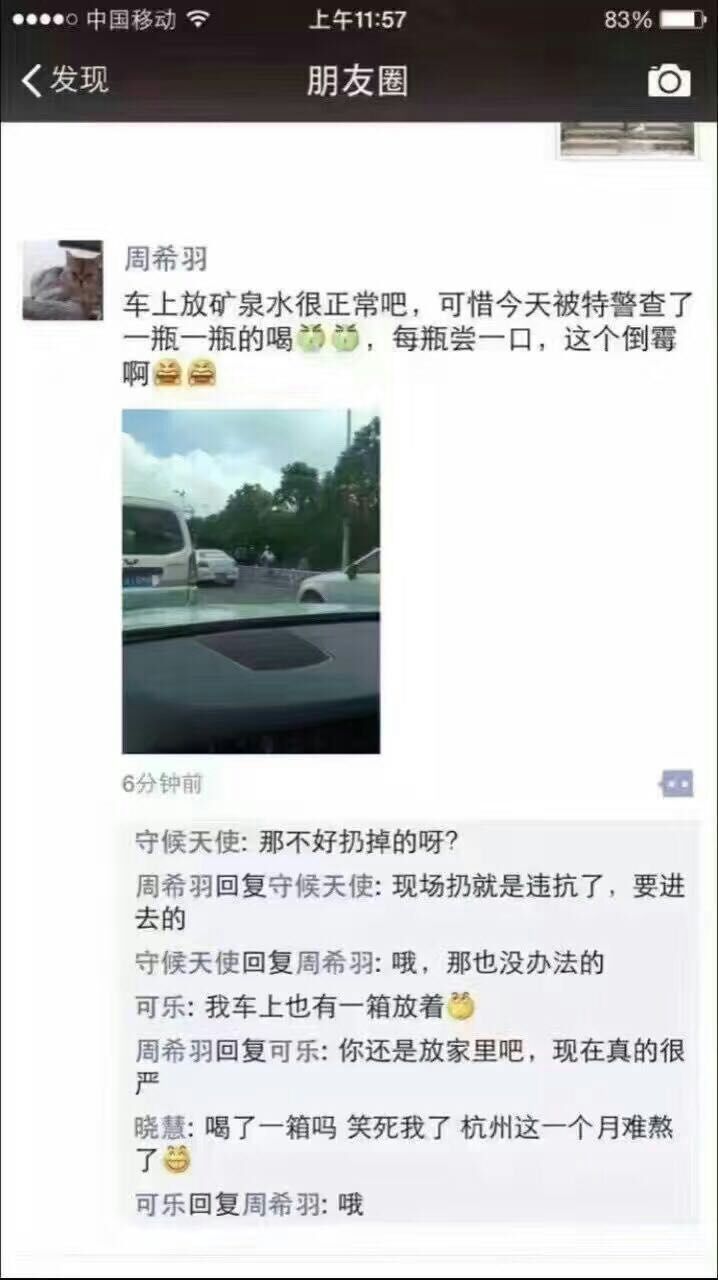 中国移动 上午11:57 83%
发现 朋友圈
周希羽
车上放矿泉水很正常吧，可惜今天被特警查了
一瓶一瓶的喝，每瓶尝一口，这个倒霉
啊
6分钟前
守候天使: 那不好扔掉的呀?
周希羽回复守候天使: 现场扔就是违抗了，要进
去的
守候天使回复周希羽: 哦，那也没办法的
可乐: 我车上也有一箱放着
周希羽回复可乐: 你还是放家里吧，现在真的很
严
晓慧: 喝了一箱吗 笑死我了 杭州这一个月难熬
了
可乐回复周希羽: 哦